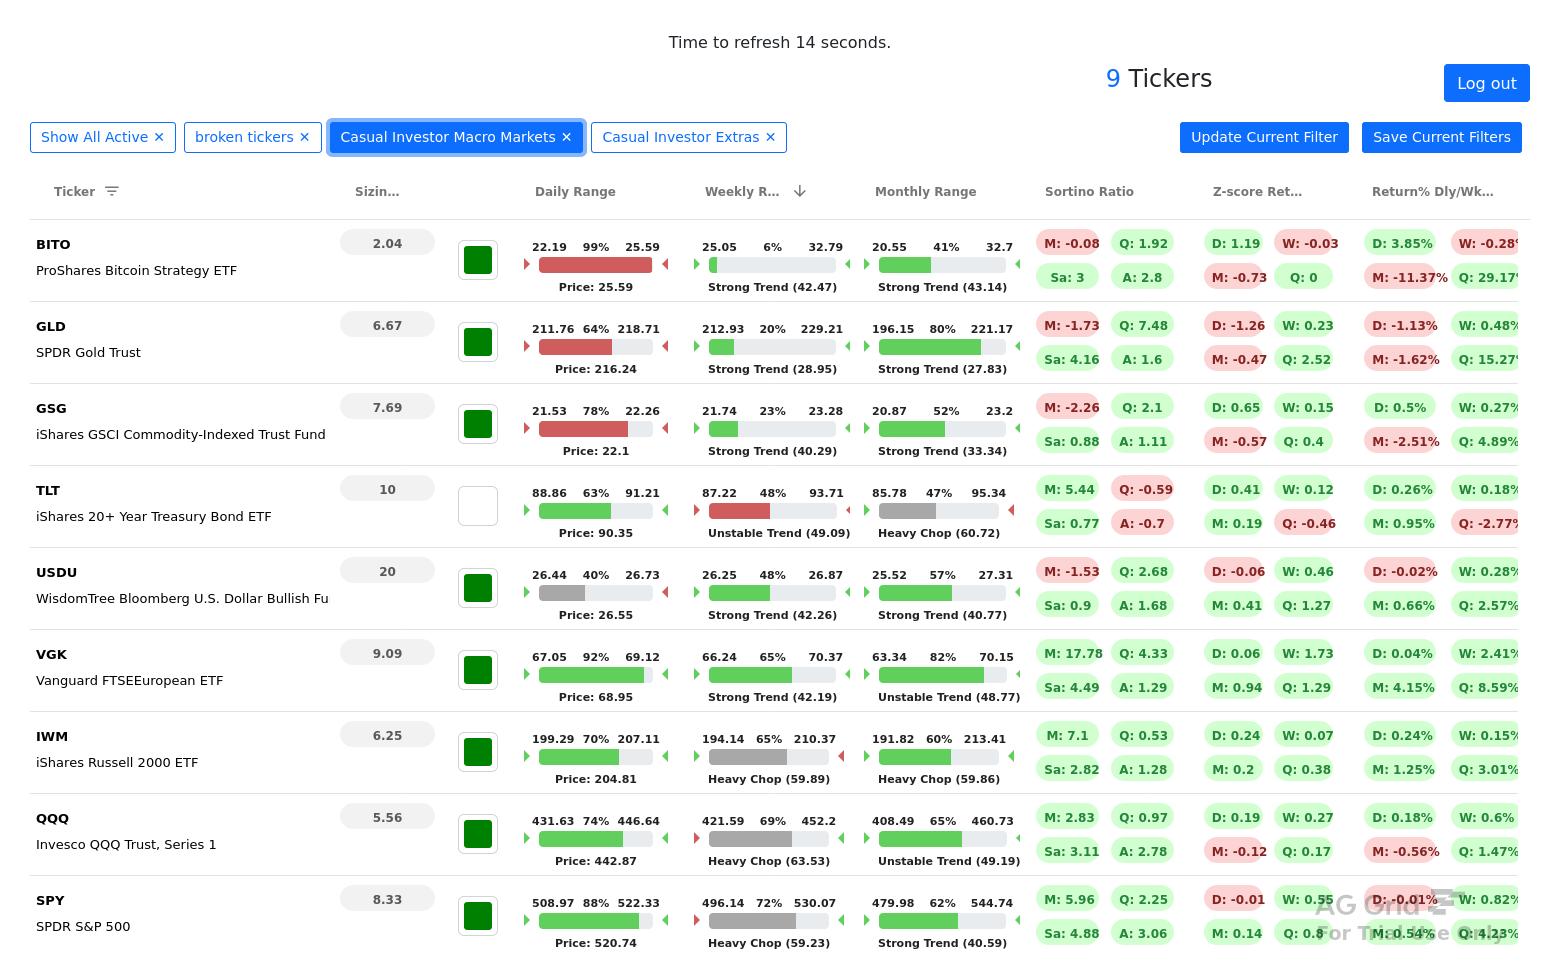 Time to refresh 14 seconds.
9 Tickers
Log out
Show All Active ✕ broken tickers ✕ Casual Investor Macro Markets ✕ Casual Investor Extras ✕ Update Current Filter Save Current Filters
Ticker Sizin... Daily Range Weekly R... Monthly Range Sortino Ratio Z-score Ret... Return% Dly/Wk...
BITO 2.04 22.19 99% 25.59 25.05 6% 32.79 20.55 41% 32.7 M: -0.08 Q: 1.92 D: 1.19 W: -0.03 D: 3.85% W: -0.28%
ProShares Bitcoin Strategy ETF Price: 25.59 Strong Trend (42.47) Strong Trend (43.14) Sa: 3 A: 2.8 M: -0.73 Q: 0 M: -11.37% Q: 29.17%
GLD 6.67 211.76 64% 218.71 212.93 20% 229.21 196.15 80% 221.17 M: -1.73 Q: 7.48 D: -1.26 W: 0.23 D: -1.13% W: 0.48%
SPDR Gold Trust Price: 216.24 Strong Trend (28.95) Strong Trend (27.83) Sa: 4.16 A: 1.6 M: -0.47 Q: 2.52 M: -1.62% Q: 15.27%
GSG 7.69 21.53 78% 22.26 21.74 23% 23.28 20.87 52% 23.2 M: -2.26 Q: 2.1 D: 0.65 W: 0.15 D: 0.5% W: 0.27%
iShares GSCI Commodity-Indexed Trust Fund Price: 22.1 Strong Trend (40.29) Strong Trend (33.34) Sa: 0.88 A: 1.11 M: -0.57 Q: 0.4 M: -2.51% Q: 4.89%
TLT 10 88.86 63% 91.21 87.22 48% 93.71 85.78 47% 95.34 M: 5.44 Q: -0.59 D: 0.41 W: 0.12 D: 0.26% W: 0.18%
iShares 20+ Year Treasury Bond ETF Price: 90.35 Unstable Trend (49.09) Heavy Chop (60.72) Sa: 0.77 A: -0.7 M: 0.19 Q: -0.46 M: 0.95% Q: -2.77%
USDU 20 26.44 40% 26.73 26.25 48% 26.87 25.52 57% 27.31 M: -1.53 Q: 2.68 D: -0.06 W: 0.46 D: -0.02% W: 0.28%
WisdomTree Bloomberg U.S. Dollar Bullish Fu Price: 26.55 Strong Trend (42.26) Strong Trend (40.77) Sa: 0.9 A: 1.68 M: 0.41 Q: 1.27 M: 0.66% Q: 2.57%
VGK 9.09 67.05 92% 69.12 66.24 65% 70.37 63.34 82% 70.15 M: 17.78 Q: 4.33 D: 0.06 W: 1.73 D: 0.04% W: 2.41%
Vanguard FTSEEuropean ETF Price: 68.95 Strong Trend (42.19) Unstable Trend (48.77) Sa: 4.49 A: 1.29 M: 0.94 Q: 1.29 M: 4.15% Q: 8.59%
IWM 6.25 199.29 70% 207.11 194.14 65% 210.37 191.82 60% 213.41 M: 7.1 Q: 0.53 D: 0.24 W: 0.07 D: 0.24% W: 0.15%
iShares Russell 2000 ETF Price: 204.81 Heavy Chop (59.89) Heavy Chop (59.86) Sa: 2.82 A: 1.28 M: 0.2 Q: 0.38 M: 1.25% Q: 3.01%
QQQ 5.56 431.63 74% 446.64 421.59 69% 452.2 408.49 65% 460.73 M: 2.83 Q: 0.97 D: 0.19 W: 0.27 D: 0.18% W: 0.6%
Invesco QQQ Trust, Series 1 Price: 442.87 Heavy Chop (63.53) Unstable Trend (49.19) Sa: 3.11 A: 2.78 M: -0.12 Q: 0.17 M: -0.56% Q: 1.47%
SPY 8.33 508.97 88% 522.33 496.14 72% 530.07 479.98 62% 544.74 M: 5.96 Q: 2.25 D: -0.01 W: 0.55 D: -0.01% W: 0.82%
SPDR S&P 500 Price: 520.74 Heavy Chop (59.23) Strong Trend (40.59) Sa: 4.88 A: 3.06 M: 0.14 Q: 0.8 M: 0.54% Q: 4.23%
AG Grid
For Trial Use Only